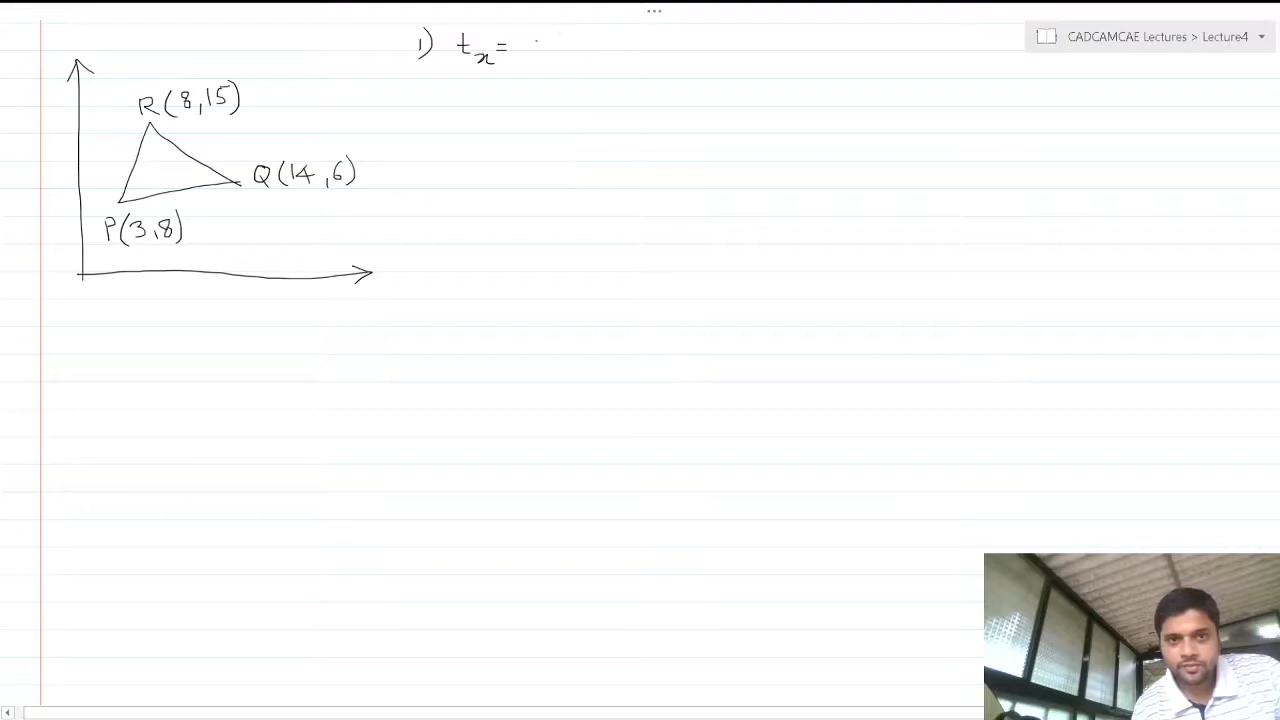 1) tₓ =
CADCAMCAE Lectures > Lecture4
R(8,15)
Q(14,6)
P(3,8)